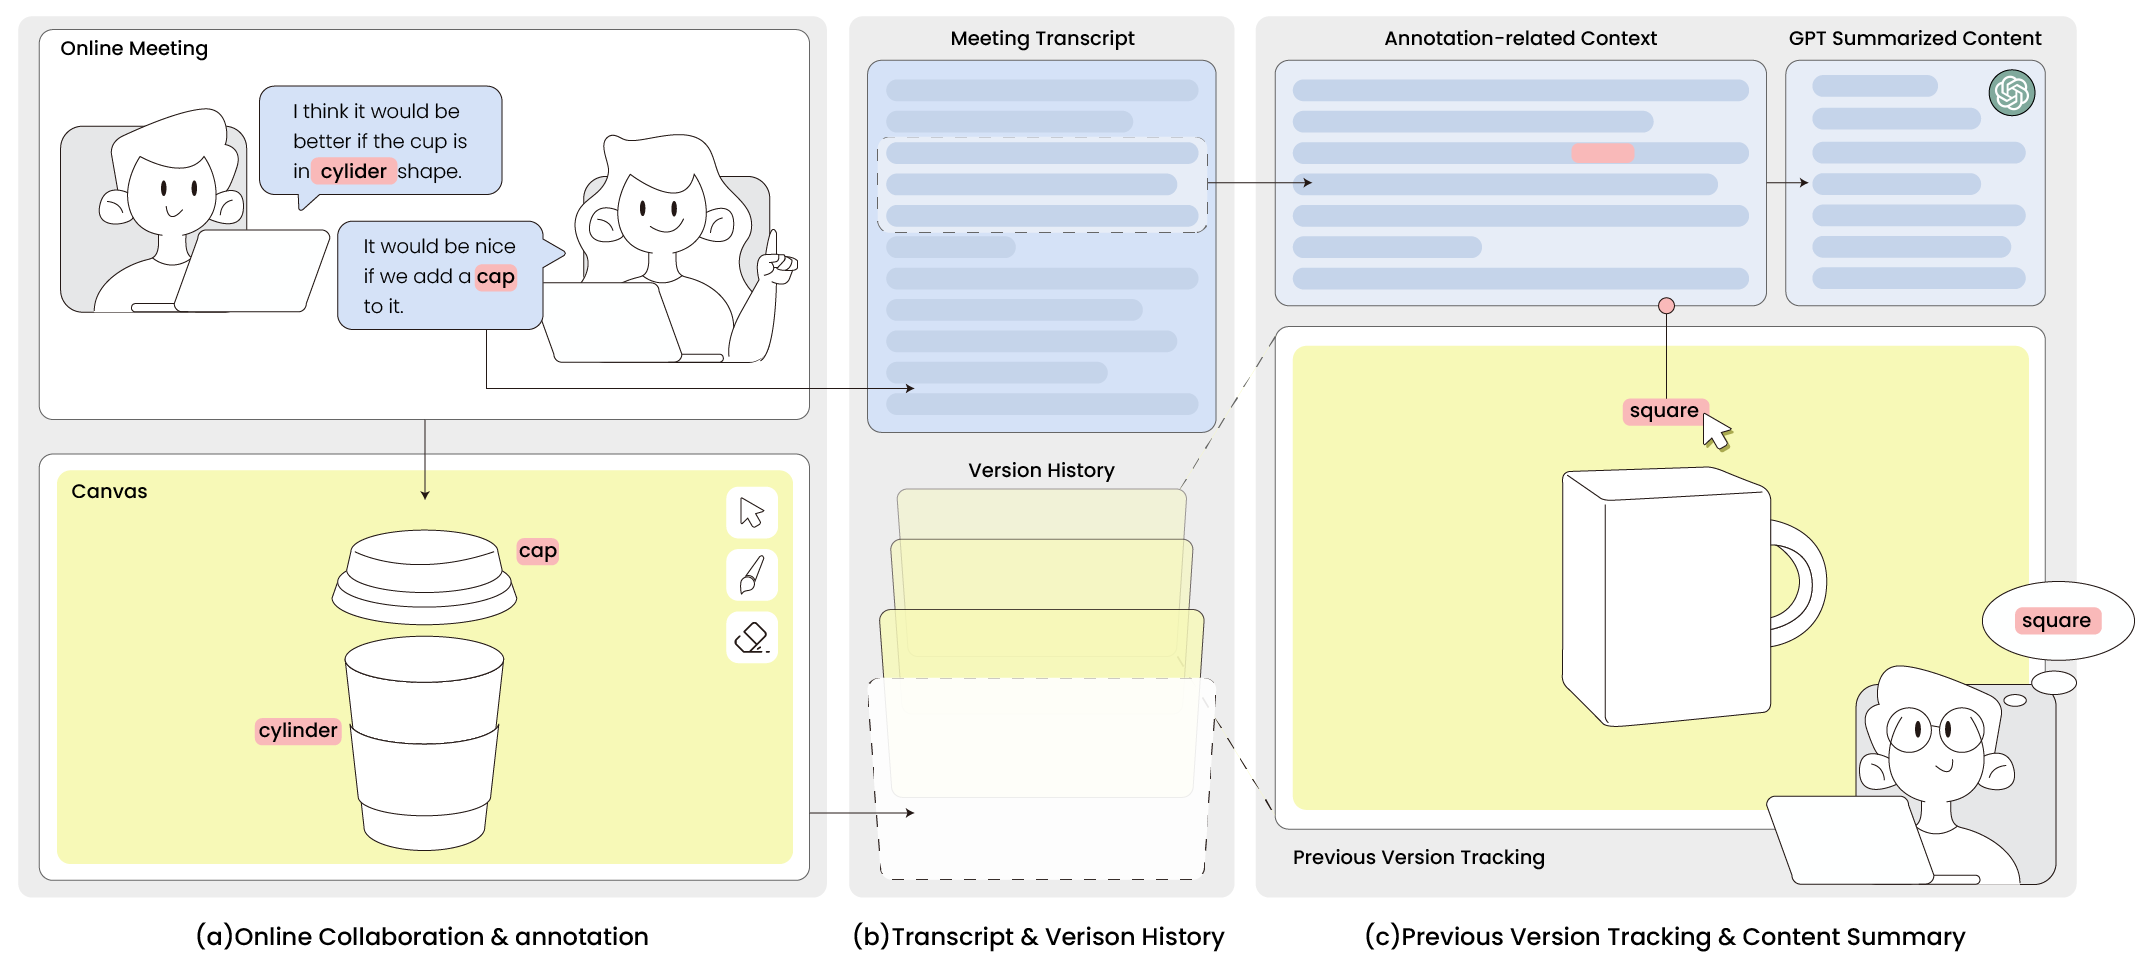 Online Meeting
I think it would be
better if the cup is
in cylider shape.
It would be nice
if we add a cap
to it.
Canvas
cap
cylinder
(a)Online Collaboration & annotation
Meeting Transcript
Version History
(b)Transcript & Verison History
Annotation-related Context
GPT Summarized Content
square
square
Previous Version Tracking
(c)Previous Version Tracking & Content Summary